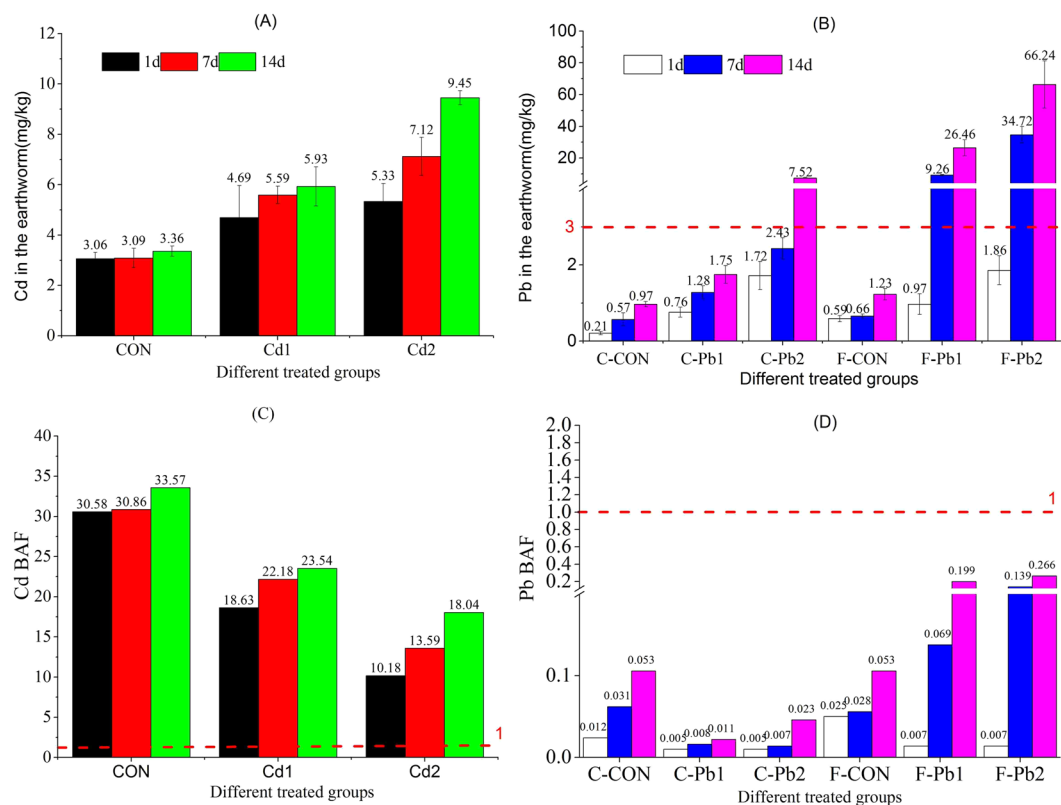 (A)
12
10
8
6
4
2
0
Cd in the earthworm(mg/kg)
1d 7d 14d
3.06 3.09 3.36
4.69 5.59 5.93
5.33 7.12 9.45
CON Cd1 Cd2
Different treated groups
(B)
100
80
60
40
20
3
2
0
Pb in the earthworm(mg/kg)
1d 7d 14d
0.21 0.57 0.97
0.76 1.28 1.75
1.72 2.43 7.52
0.59 0.66 1.23
0.97 9.26 26.46
1.86 34.72 66.24
C-CON C-Pb1 C-Pb2 F-CON F-Pb1 F-Pb2
Different treated groups
(C)
40
35
30
25
20
15
10
5
0
Cd BAF
30.58 30.86 33.57
18.63 22.18 23.54
10.18 13.59 18.04
1
CON Cd1 Cd2
Different treated groups
(D)
2.0
1.8
1.6
1.4
1.2
1.0
0.8
0.6
0.4
0.2
0.1
0.0
Pb BAF
1
0.012 0.031 0.053
0.005 0.008 0.011
0.005 0.007 0.023
0.025 0.028 0.053
0.007 0.069 0.199
0.007 0.139 0.266
C-CON C-Pb1 C-Pb2 F-CON F-Pb1 F-Pb2
Different treated groups